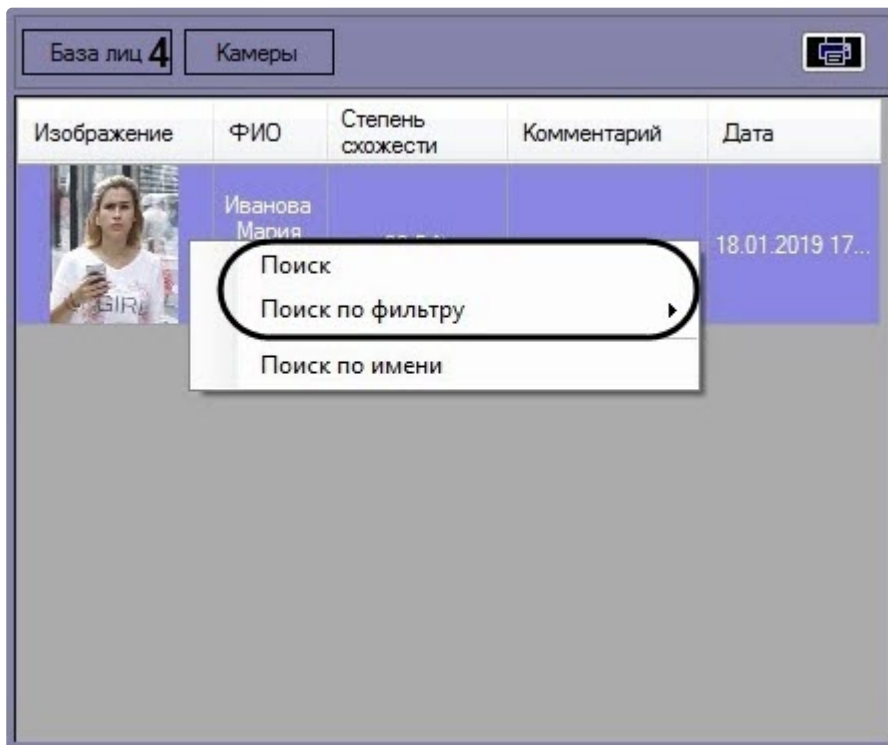 База лиц 4 Камеры
Изображение ФИО Степень схожести Комментарий Дата
Иванова
Мария
18.01.2019 17...
GIRL
Поиск
Поиск по фильтру
Поиск по имени